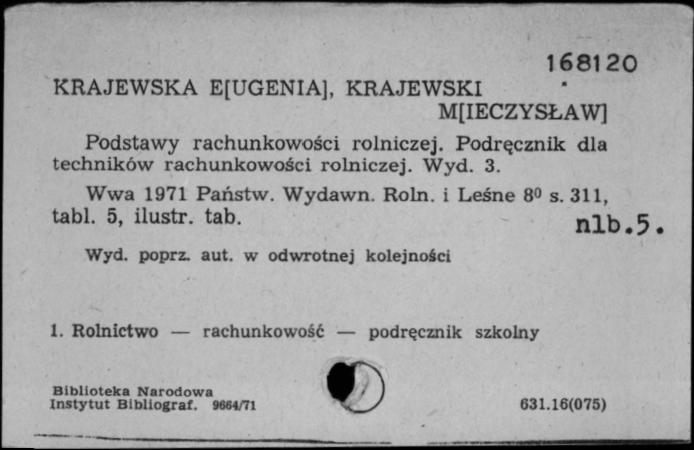 168120
KRAJEWSKA E[UGENIA], KRAJEWSKI
M[IECZYSŁAW]
Podstawy rachunkowości rolniczej. Podręcznik dla
techników rachunkowości rolniczej. Wyd. 3.
Wwa 1971 Państw. Wydawn. Roln. i Leśne 8⁰ s. 311,
tabl. 5, ilustr. tab.
nlb.5.
Wyd. poprz. aut. w odwrotnej kolejności
1. Rolnictwo — rachunkowość — podręcznik szkolny
Biblioteka Narodowa
Instytut Bibliograf. 9664/71
631.16(075)